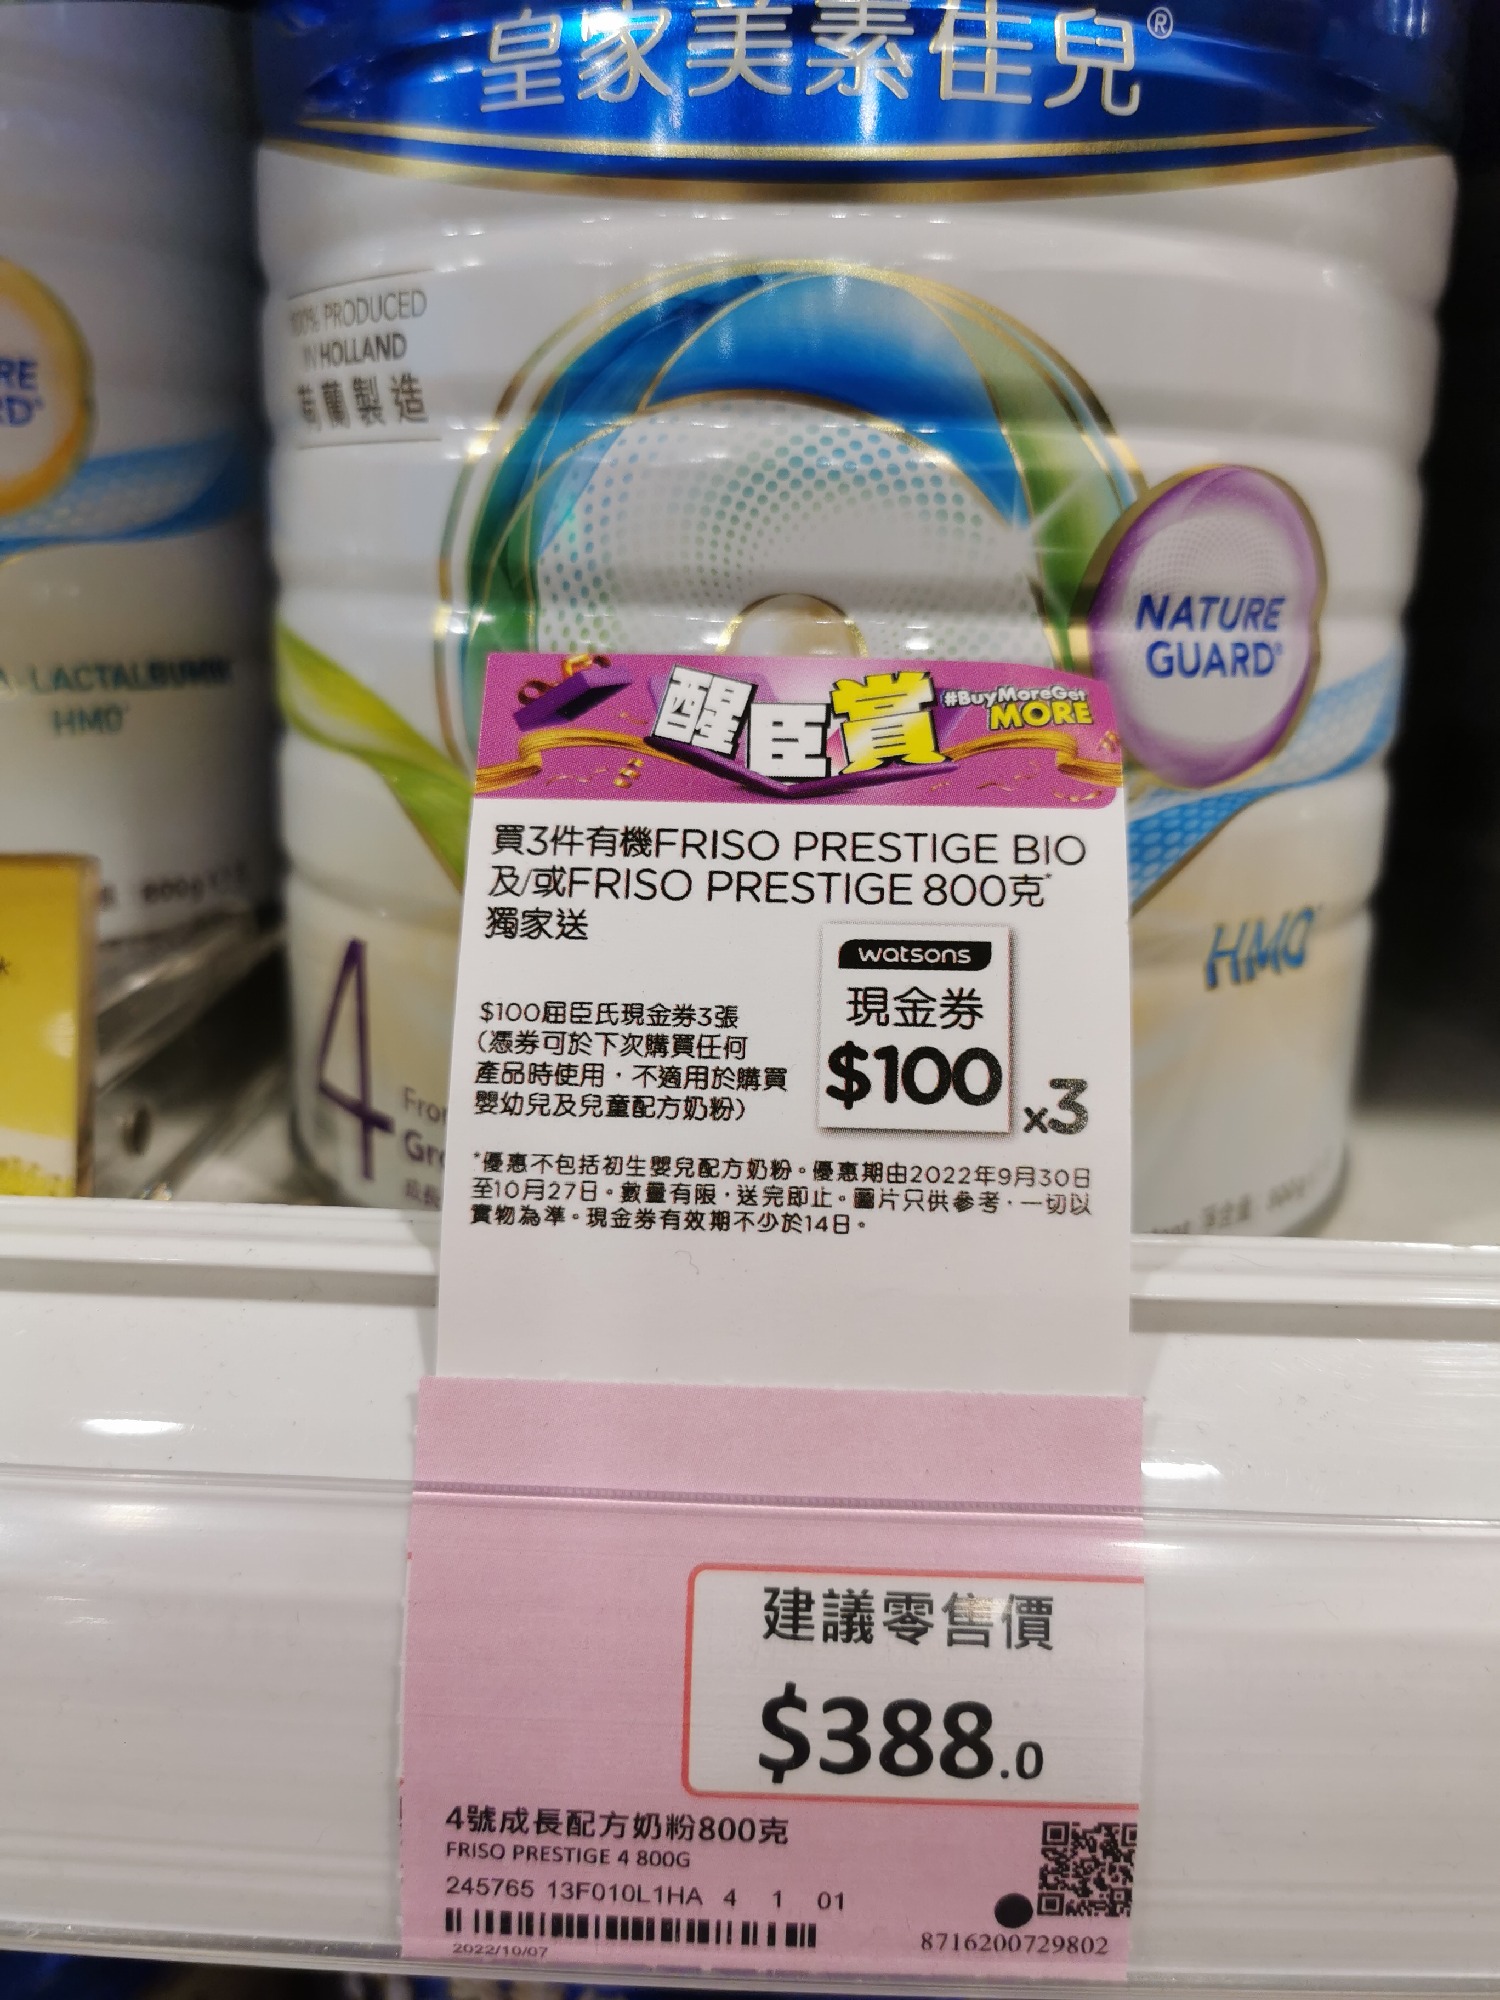 皇家美素佳兒®
100% PRODUCED
IN HOLLAND
荷蘭製造
RE
RD
NATURE
GUARD®
LACTALBUMIN
HMO
醒臣賞
#BuyMoreGet
MORE
買3件有機FRISO PRESTIGE BIO
及/或FRISO PRESTIGE 800克*
獨家送
watsons
現金券
$100
x3
$100屈臣氏現金券3張
(憑券可於下次購買任何
產品時使用，不適用於購買
嬰幼兒及兒童配方奶粉)
*優惠不包括初生嬰兒配方奶粉。優惠期由2022年9月30日
至10月27日。數量有限，送完即止。圖片只供參考，一切以
實物為準。現金券有效期不少於14日。
800g
HMO
4
Fro
Gr
成長
建議零售價
$388.0
4號成長配方奶粉800克
FRISO PRESTIGE 4 800G
245765 13F010L1HA 4 1 01
2022/10/07
8716200729802